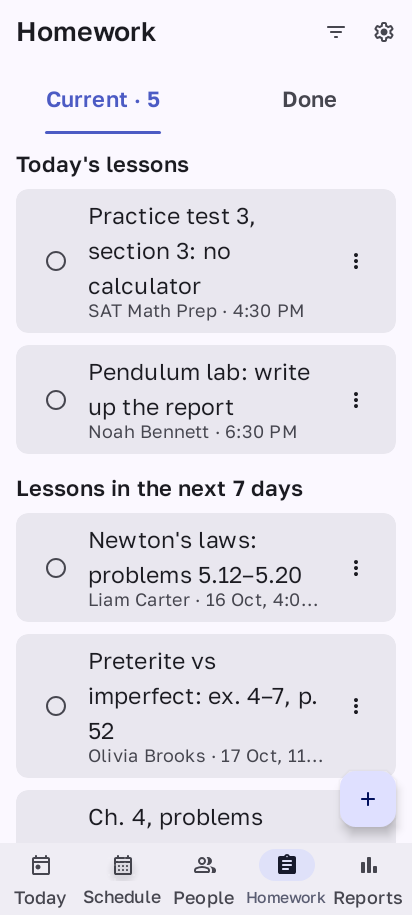 Homework
Current · 5
Done
Today's lessons
Practice test 3,
section 3: no
calculator
SAT Math Prep · 4:30 PM
Pendulum lab: write
up the report
Noah Bennett · 6:30 PM
Lessons in the next 7 days
Newton's laws:
problems 5.12–5.20
Liam Carter · 16 Oct, 4:0…
Preterite vs
imperfect: ex. 4–7, p.
52
Olivia Brooks · 17 Oct, 11…
Ch. 4, problems
Today
Schedule
People
Homework
Reports